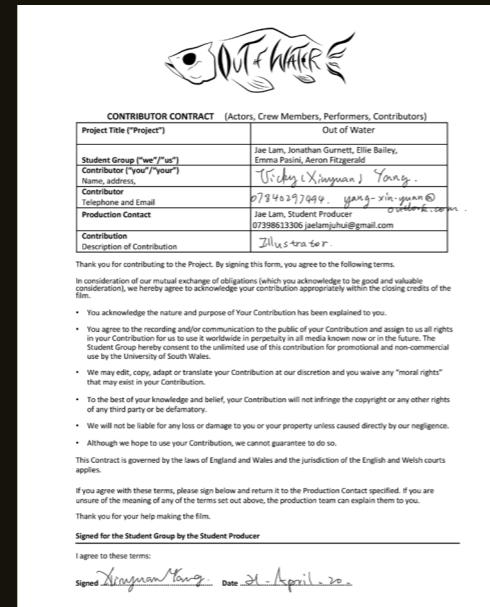 OUT of WATER
CONTRIBUTOR CONTRACT (Actors, Crew Members, Performers, Contributors)
Project Title ("Project") Out of Water
Student Group ("we"/"us") Jae Lam, Jonathan Gurnett, Ellie Bailey,
Emma Pasini, Aeron Fitzgerald
Contributor ("you"/"your")
Name, address, Vicky (Xinyuan) Yang.
Contributor
Telephone and Email 07840297994. yang-xin-yuan@
outlook.com.
Production Contact Jae Lam, Student Producer
07398613306 jaelamjuhui@gmail.com
Contribution
Description of Contribution Illustrator.
Thank you for contributing to the Project. By signing this form, you agree to the following terms.
In consideration of our mutual exchange of obligations (which you acknowledge to be good and valuable
consideration), we hereby agree to acknowledge your contribution appropriately within the closing credits of the
film.
• You acknowledge the nature and purpose of Your Contribution has been explained to you.
• You agree to the recording and/or communication to the public of your Contribution and assign to us all rights
in your Contribution for us to use it worldwide in perpetuity in all media known now or in the future. The
Student Group hereby consent to the unlimited use of this contribution for promotional and non-commercial
use by the University of South Wales.
• We may edit, copy, adapt or translate your Contribution at our discretion and you waive any "moral rights"
that may exist in your Contribution.
• To the best of your knowledge and belief, your Contribution will not infringe the copyright or any other rights
of any third party or be defamatory.
• We will not be liable for any loss or damage to you or your property unless caused directly by our negligence.
• Although we hope to use your Contribution, we cannot guarantee to do so.
This Contract is governed by the laws of England and Wales and the jurisdiction of the English and Welsh courts
applies.
If you agree with these terms, please sign below and return it to the Production Contact specified. If you are
unsure of the meaning of any of the terms set out above, the production team can explain them to you.
Thank you for your help making the film.
Signed for the Student Group by the Student Producer
I agree to these terms:
Signed Xinyuan Yang. Date 21 - April - 20